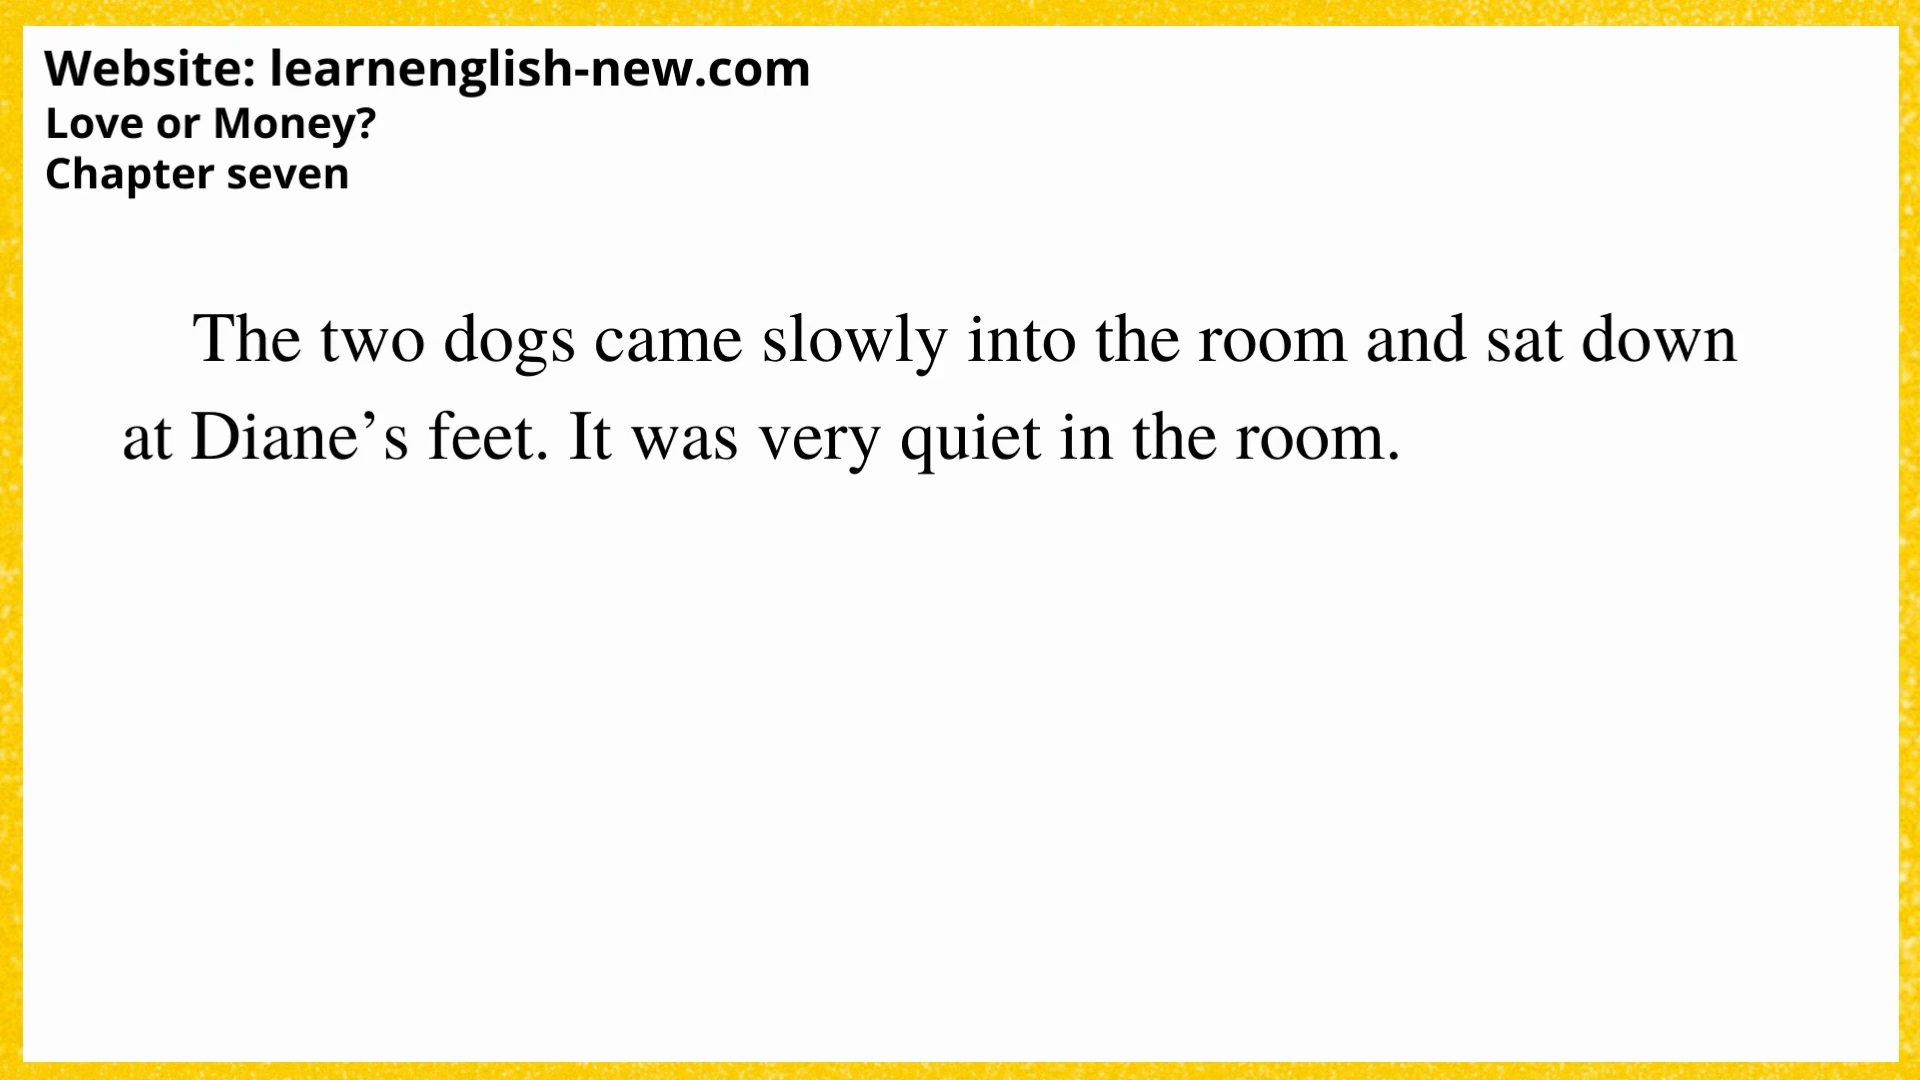 Website: learnenglish-new.com
Love or Money?
Chapter seven
The two dogs came slowly into the room and sat down
at Diane’s feet. It was very quiet in the room.